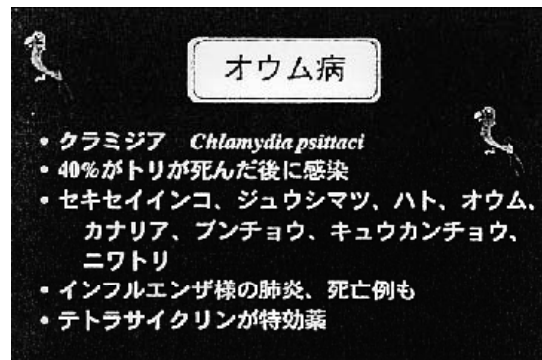 オウム病
• クラミジア Chlamydia psittaci
• 40%がトリが死んだ後に感染
• セキセイインコ、ジュウシマツ、ハト、オウム、
カナリア、ブンチョウ、キュウカンチョウ、
ニワトリ
• インフルエンザ様の肺炎、死亡例も
• テトラサイクリンが特効薬